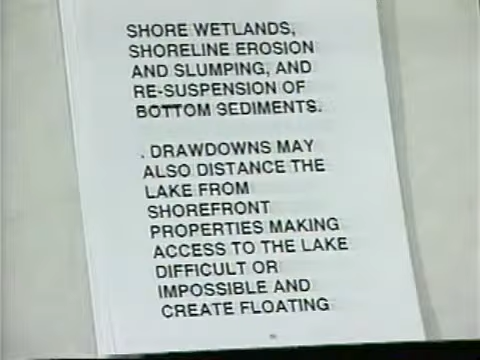 SHORE WETLANDS,
SHORELINE EROSION
AND SLUMPING, AND
RE-SUSPENSION OF
BOTTOM SEDIMENTS.
. DRAWDOWNS MAY
ALSO DISTANCE THE
LAKE FROM
SHOREFRONT
PROPERTIES MAKING
ACCESS TO THE LAKE
DIFFICULT OR
IMPOSSIBLE AND
CREATE FLOATING